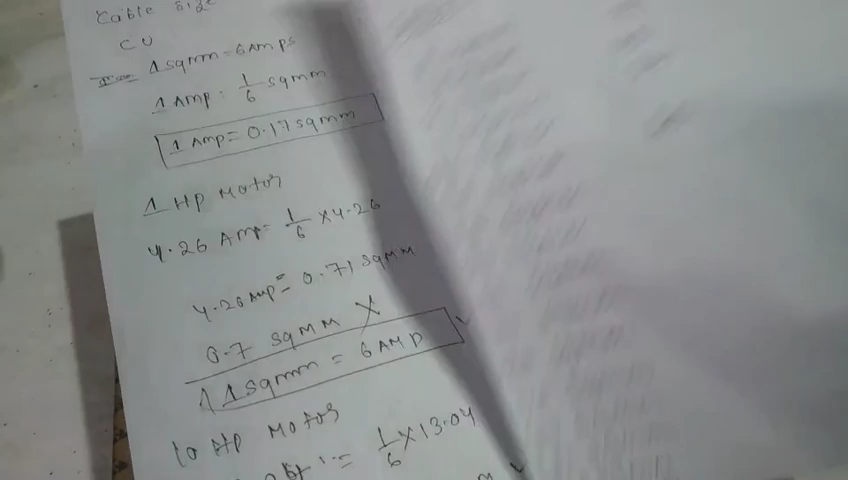 Cable Size
CU
1 sqmm = 6 Amps
1 Amp = 1/6 sqmm
1 Amp = 0.17 sqmm
1 HP Motor
4.26 Amp = 1/6 x 4.26
4.26 Amp = 0.71 sqmm
0.7 sqmm X
1 sqmm = 6 AMP ✓
10 HP Motor
= 1/6 x 13.04